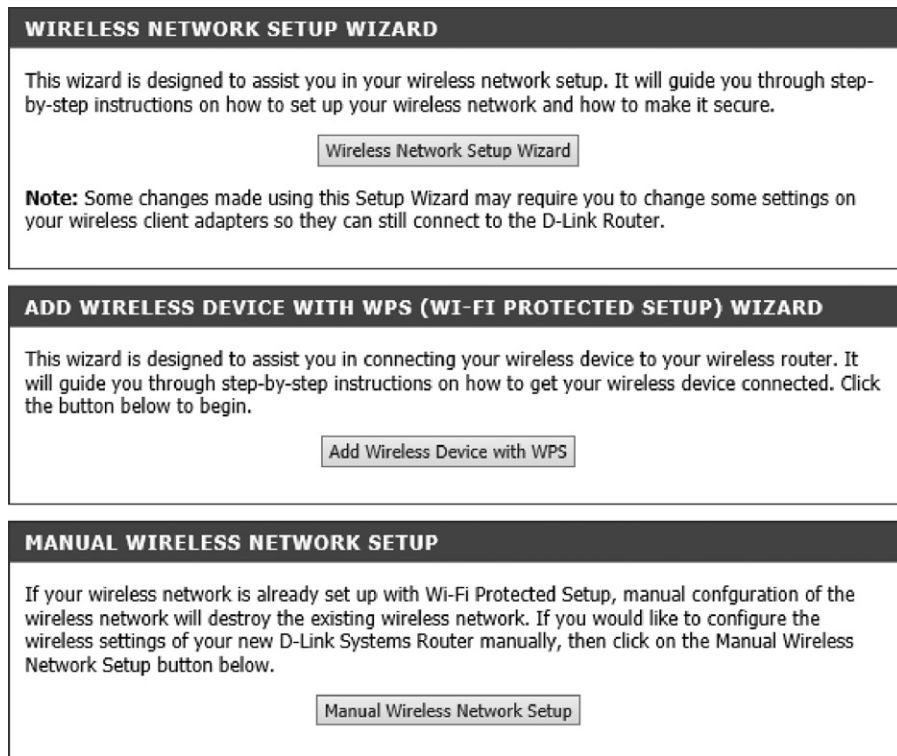 WIRELESS NETWORK SETUP WIZARD
This wizard is designed to assist you in your wireless network setup. It will guide you through step-
by-step instructions on how to set up your wireless network and how to make it secure.
Wireless Network Setup Wizard
Note: Some changes made using this Setup Wizard may require you to change some settings on
your wireless client adapters so they can still connect to the D-Link Router.
ADD WIRELESS DEVICE WITH WPS (WI-FI PROTECTED SETUP) WIZARD
This wizard is designed to assist you in connecting your wireless device to your wireless router. It
will guide you through step-by-step instructions on how to get your wireless device connected. Click
the button below to begin.
Add Wireless Device with WPS
MANUAL WIRELESS NETWORK SETUP
If your wireless network is already set up with Wi-Fi Protected Setup, manual confguration of the
wireless network will destroy the existing wireless network. If you would like to configure the
wireless settings of your new D-Link Systems Router manually, then click on the Manual Wireless
Network Setup button below.
Manual Wireless Network Setup